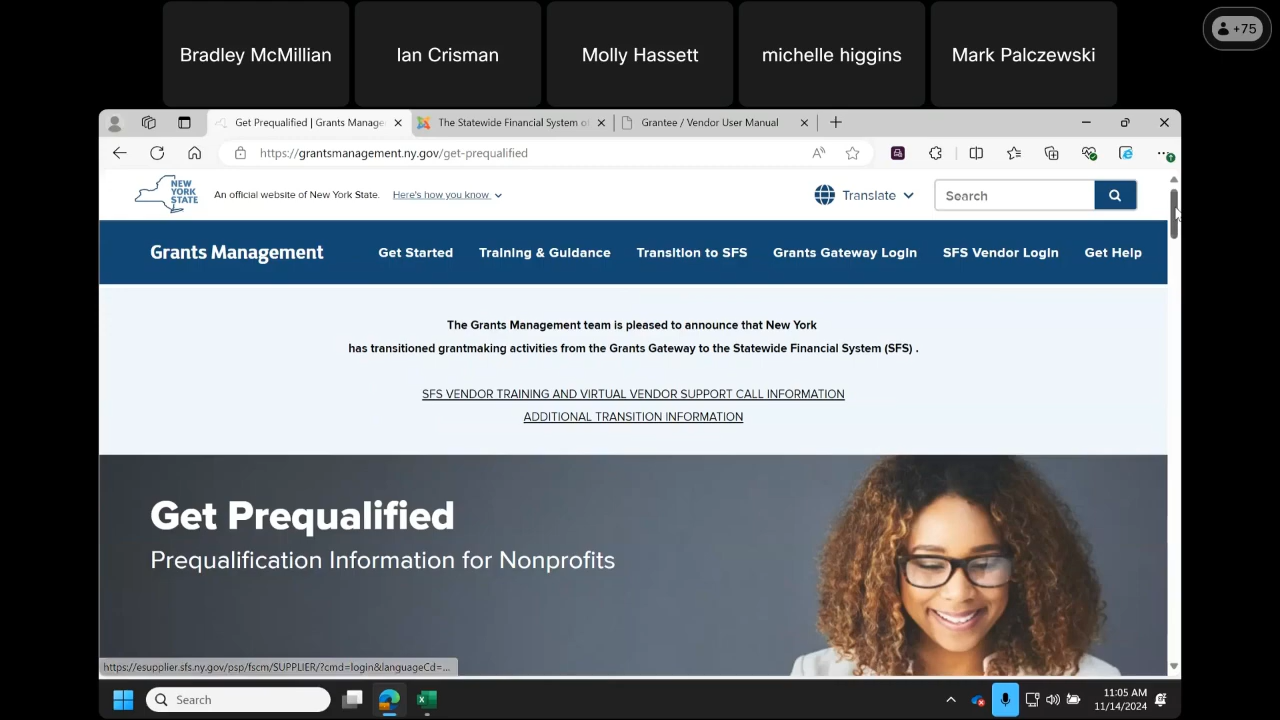 Bradley McMillian
Ian Crisman
Molly Hassett
michelle higgins
Mark Palczewski
+75
Get Prequalified | Grants Manage
The Statewide Financial System of
Grantee / Vendor User Manual
https://grantsmanagement.ny.gov/get-prequalified
NEW
YORK
STATE
An official website of New York State.
Here's how you know
Translate
Search
Grants Management
Get Started
Training & Guidance
Transition to SFS
Grants Gateway Login
SFS Vendor Login
Get Help
The Grants Management team is pleased to announce that New York
has transitioned grantmaking activities from the Grants Gateway to the Statewide Financial System (SFS) .
SFS VENDOR TRAINING AND VIRTUAL VENDOR SUPPORT CALL INFORMATION
ADDITIONAL TRANSITION INFORMATION
Get Prequalified
Prequalification Information for Nonprofits
https://esupplier.sfs.ny.gov/psp/fscm/SUPPLIER/?cmd=login&languageCd=...
Search
11:05 AM
11/14/2024